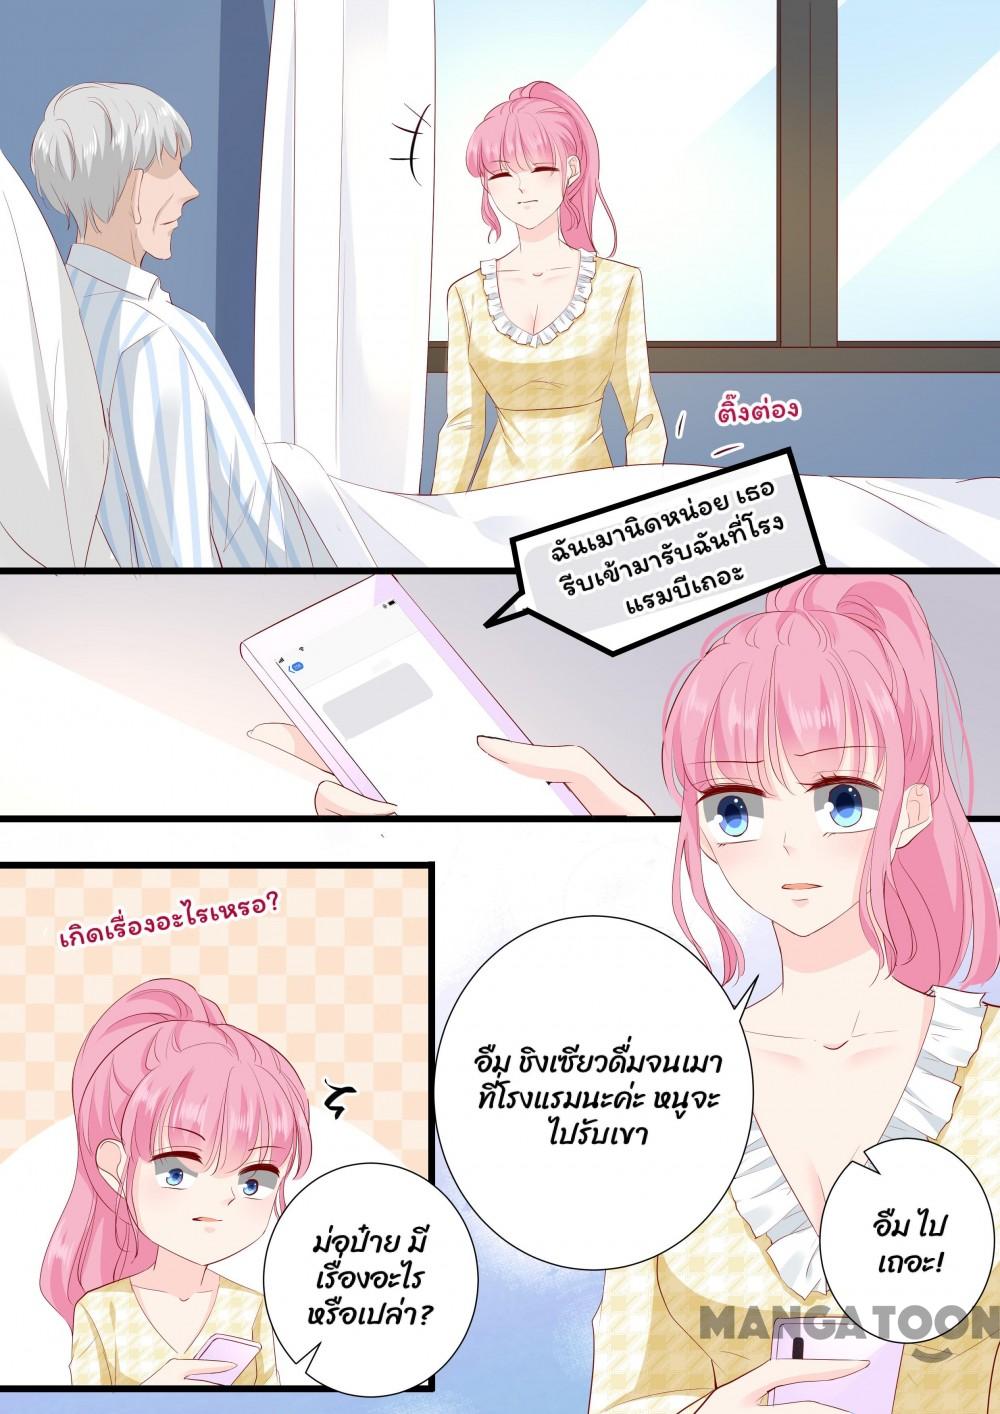 ติ๊งต่อง
ฉันเมานิดหน่อย เธอ
รีบเข้ามารับฉันที่โรง
แรมบีเถอะ
เกิดเรื่องอะไรเหรอ?
ม่อป๋าย มี
เรื่องอะไร
หรือเปล่า?
อืม ชิงเซียวดื่มจนเมา
ที่โรงแรมนะค่ะ หนูจะ
ไปรับเขา
อืม ไป
เถอะ!
MANGATOON